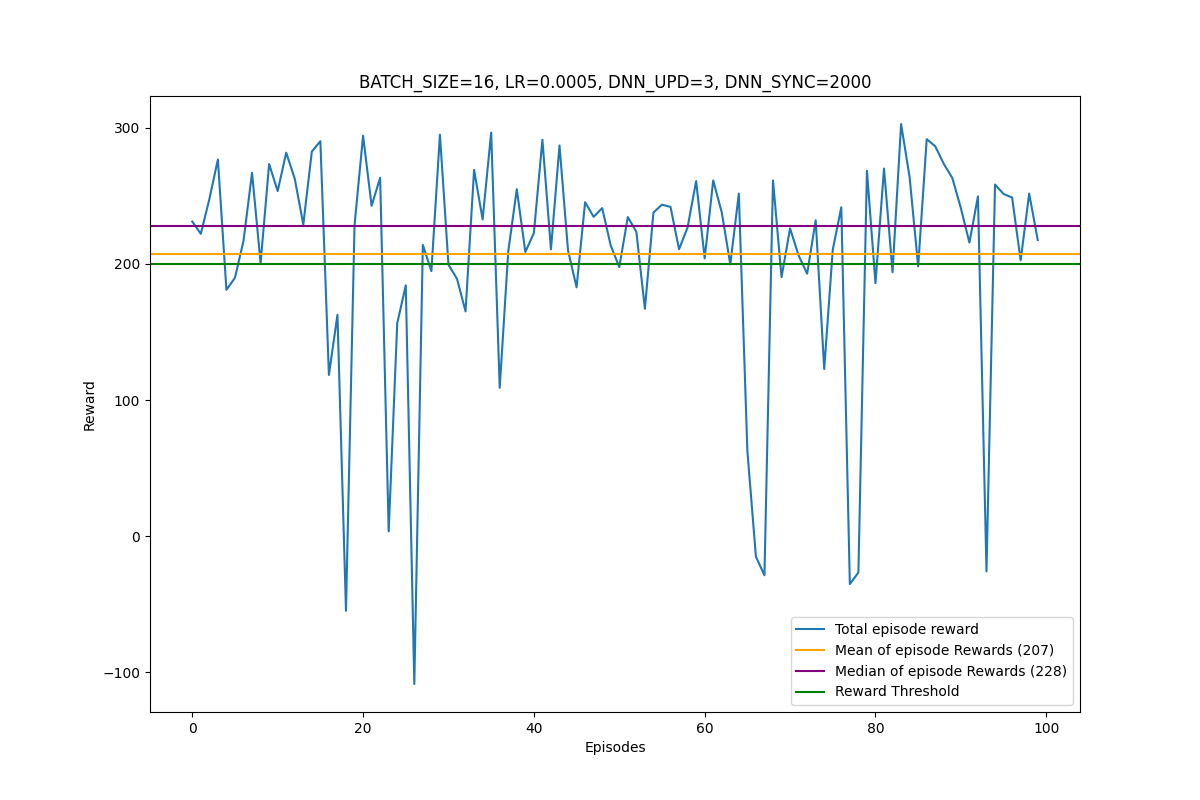 BATCH_SIZE=16, LR=0.0005, DNN_UPD=3, DNN_SYNC=2000
300
200
100
0
−100
Reward
Total episode reward
Mean of episode Rewards (207)
Median of episode Rewards (228)
Reward Threshold
0
20
40
60
80
100
Episodes